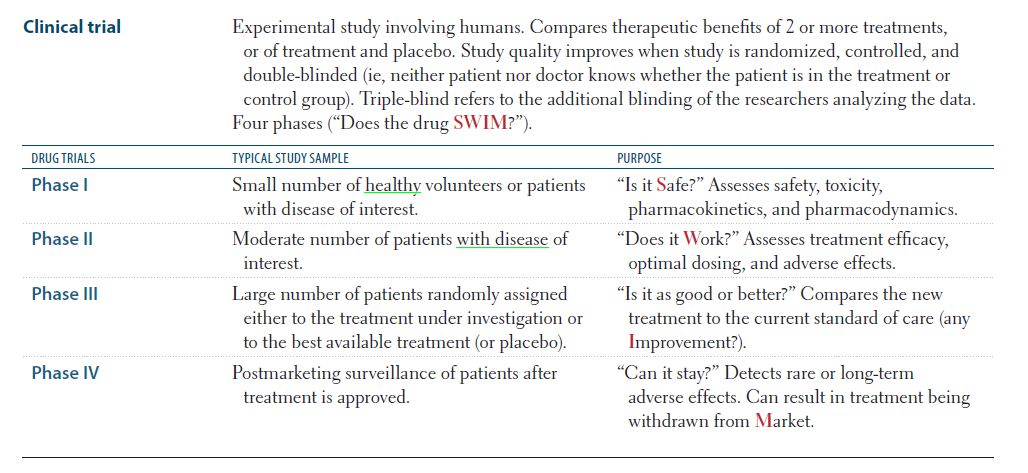 Clinical trial
Experimental study involving humans. Compares therapeutic benefits of 2 or more treatments,
or of treatment and placebo. Study quality improves when study is randomized, controlled, and
double-blinded (ie, neither patient nor doctor knows whether the patient is in the treatment or
control group). Triple-blind refers to the additional blinding of the researchers analyzing the data.
Four phases (“Does the drug SWIM?”).
DRUG TRIALS
TYPICAL STUDY SAMPLE
PURPOSE
Phase I
Small number of healthy volunteers or patients
with disease of interest.
“Is it Safe?” Assesses safety, toxicity,
pharmacokinetics, and pharmacodynamics.
Phase II
Moderate number of patients with disease of
interest.
“Does it Work?” Assesses treatment efficacy,
optimal dosing, and adverse effects.
Phase III
Large number of patients randomly assigned
either to the treatment under investigation or
to the best available treatment (or placebo).
“Is it as good or better?” Compares the new
treatment to the current standard of care (any
Improvement?).
Phase IV
Postmarketing surveillance of patients after
treatment is approved.
“Can it stay?” Detects rare or long-term
adverse effects. Can result in treatment being
withdrawn from Market.